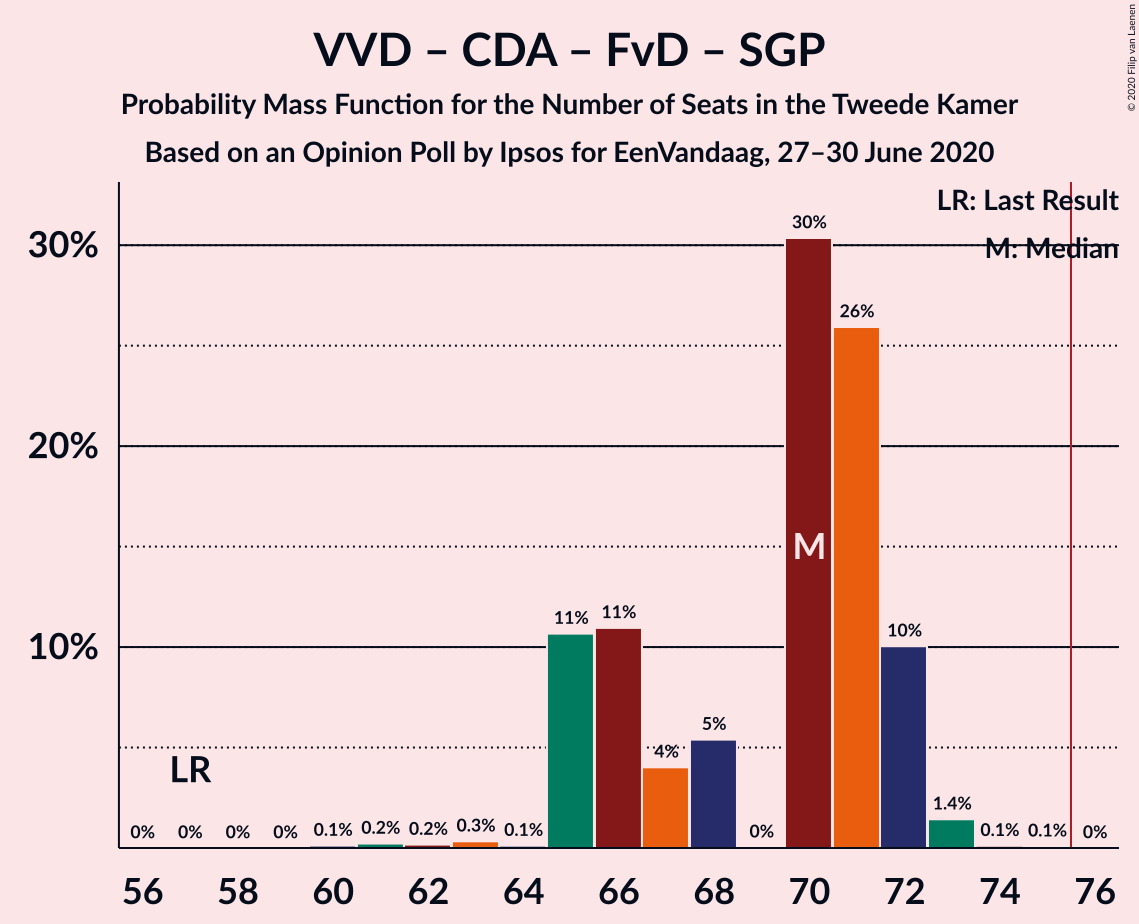 VVD – CDA – FvD – SGP
Probability Mass Function for the Number of Seats in the Tweede Kamer
Based on an Opinion Poll by Ipsos for EenVandaag, 27–30 June 2020
© 2020 Filip van Laenen
LR: Last Result
M: Median
30%
20%
10%
LR
M
0%
0%
0%
0%
0.1%
0.2%
0.2%
0.3%
0.1%
11%
11%
4%
5%
0%
30%
26%
10%
1.4%
0.1%
0.1%
0%
56 58 60 62 64 66 68 70 72 74 76